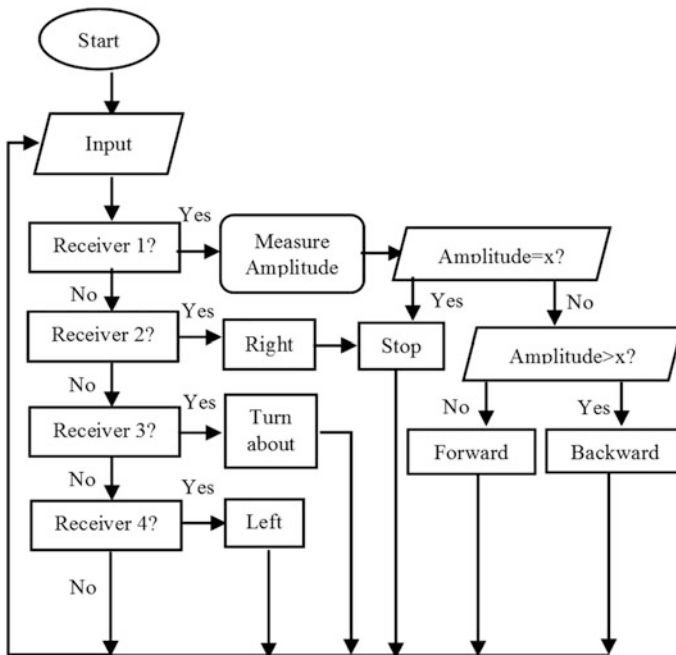 Start
Input
Yes
Receiver 1?
Measure
Amplitude
Amplitude=x?
No
Yes
Yes
No
Receiver 2?
Right
Stop
Amplitude>x?
No
Yes
No
Yes
Receiver 3?
Turn
about
Forward
Backward
No
Yes
Receiver 4?
Left
No